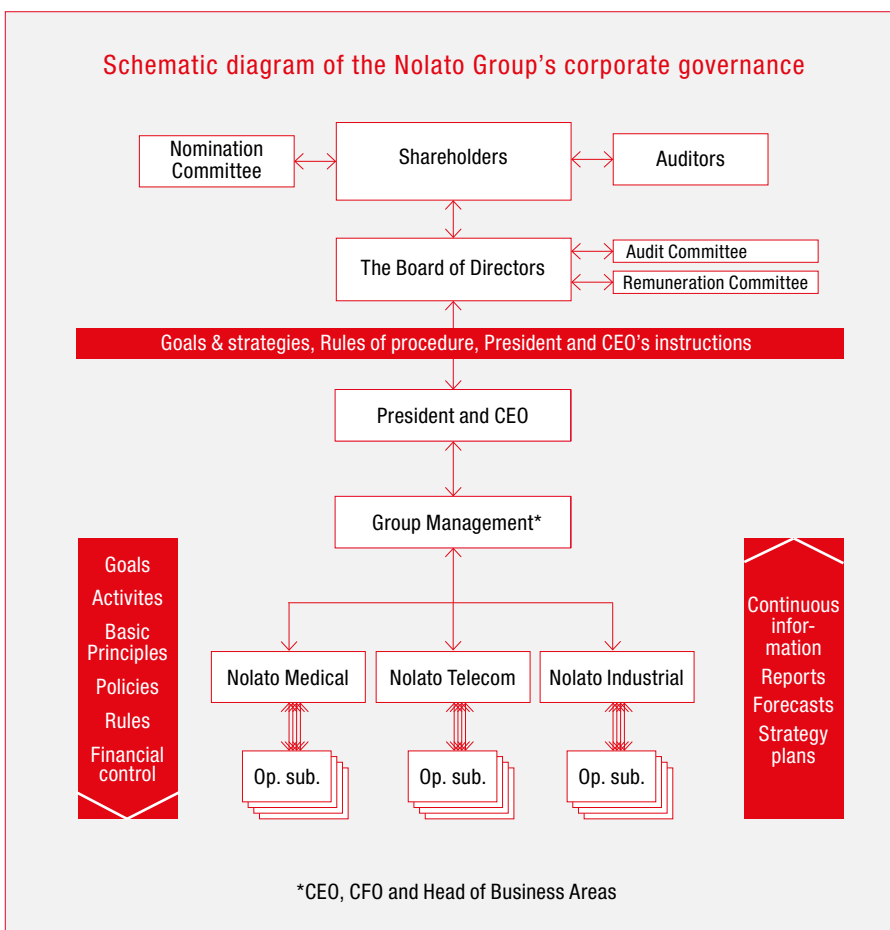 Schematic diagram of the Nolato Group's corporate governance
Nomination
Committee
Shareholders
Auditors
The Board of Directors
Audit Committee
Remuneration Committee
Goals & strategies, Rules of procedure, President and CEO's instructions
President and CEO
Group Management*
Goals
Activites
Basic
Principles
Policies
Rules
Financial
control
Nolato Medical
Nolato Telecom
Nolato Industrial
Op. sub.
Op. sub.
Op. sub.
Continuous
infor-
mation
Reports
Forecasts
Strategy
plans
*CEO, CFO and Head of Business Areas